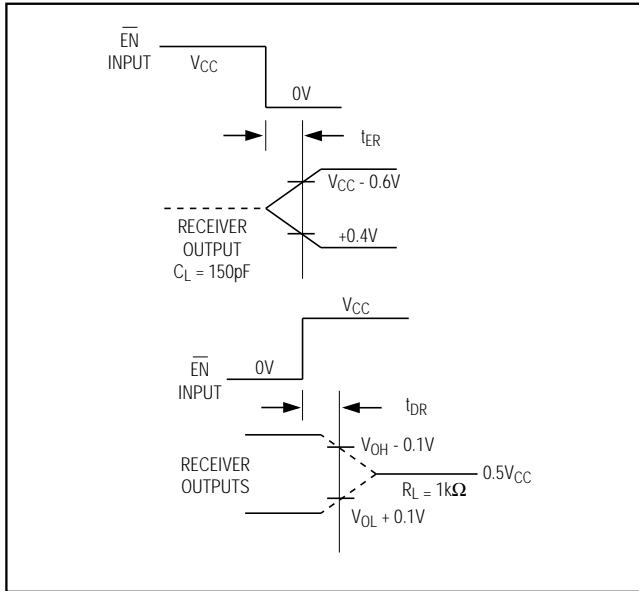 EN
INPUT
VCC
0V
tER
VCC - 0.6V
RECEIVER
OUTPUT
CL = 150pF
+0.4V
VCC
EN
INPUT
0V
tDR
VOH - 0.1V
RECEIVER
OUTPUTS
0.5VCC
RL = 1kΩ
VOL + 0.1V